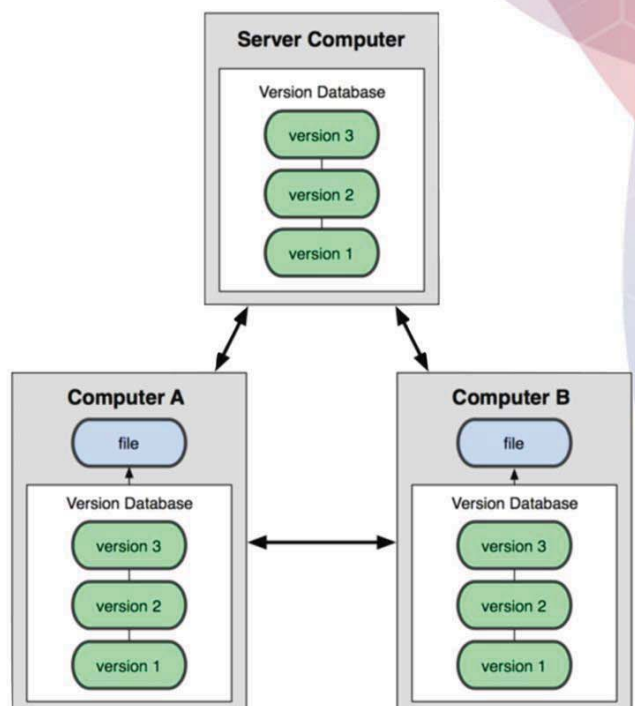 Server Computer
Version Database
version 3
version 2
version 1
Computer A
file
Version Database
version 3
version 2
version 1
Computer B
file
Version Database
version 3
version 2
version 1